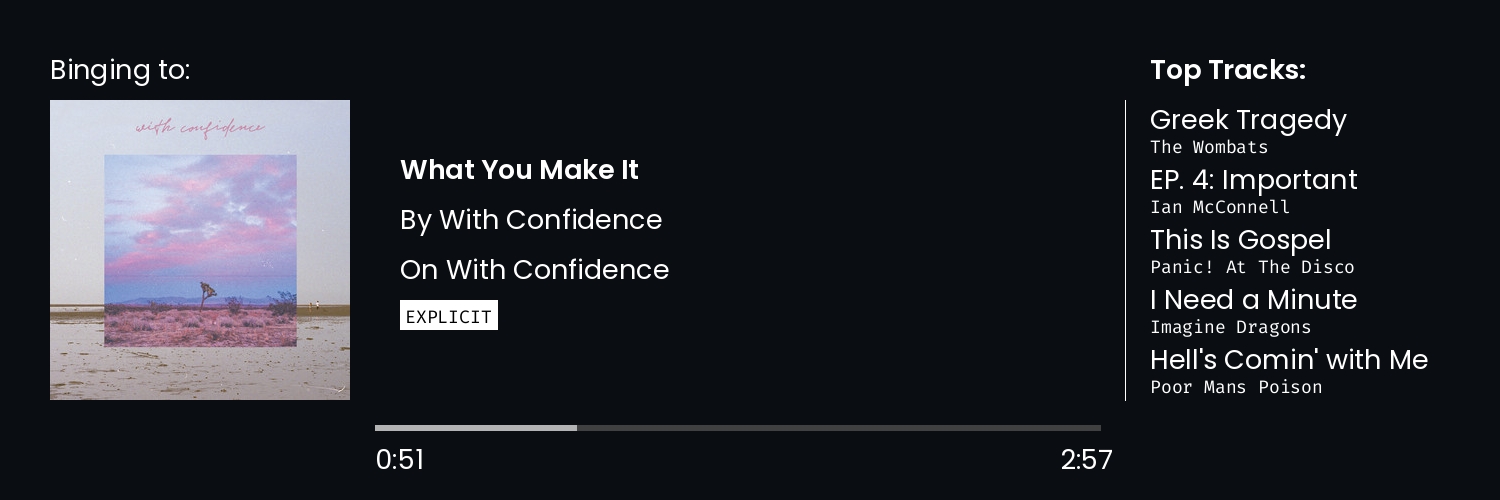 Binging to:
with confidence
What You Make It
By With Confidence
On With Confidence
EXPLICIT
0:51
2:57
Top Tracks:
Greek Tragedy
The Wombats
EP. 4: Important
Ian McConnell
This Is Gospel
Panic! At The Disco
I Need a Minute
Imagine Dragons
Hell's Comin' with Me
Poor Mans Poison